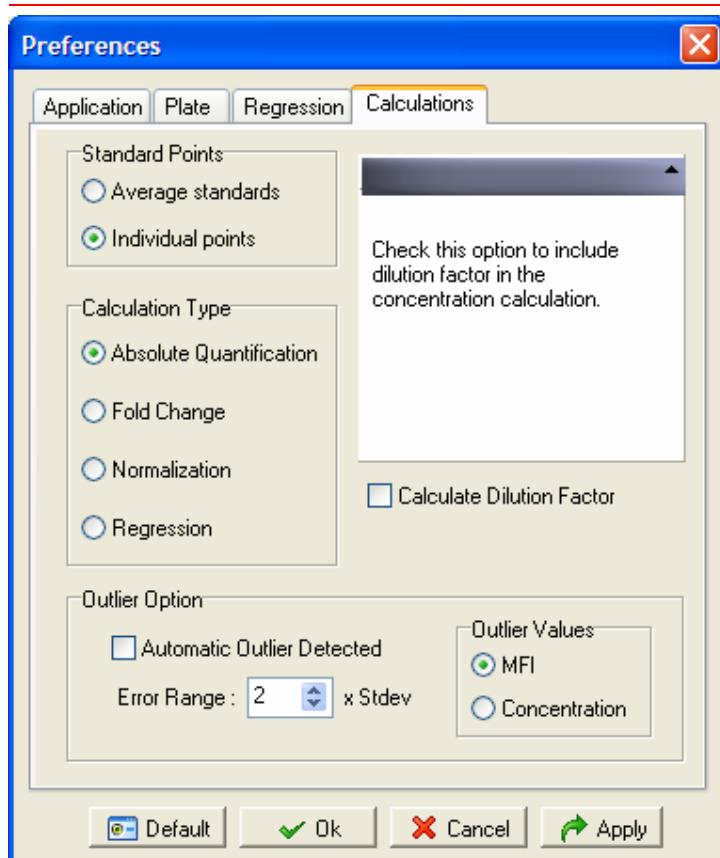 Preferences
Application Plate Regression Calculations
Standard Points
Average standards
Individual points
Check this option to include
dilution factor in the
concentration calculation.
Calculation Type
Absolute Quantification
Fold Change
Normalization
Regression
Calculate Dilution Factor
Outlier Option
Automatic Outlier Detected
Error Range : 2 x Stdev
Outlier Values
MFI
Concentration
Default Ok Cancel Apply